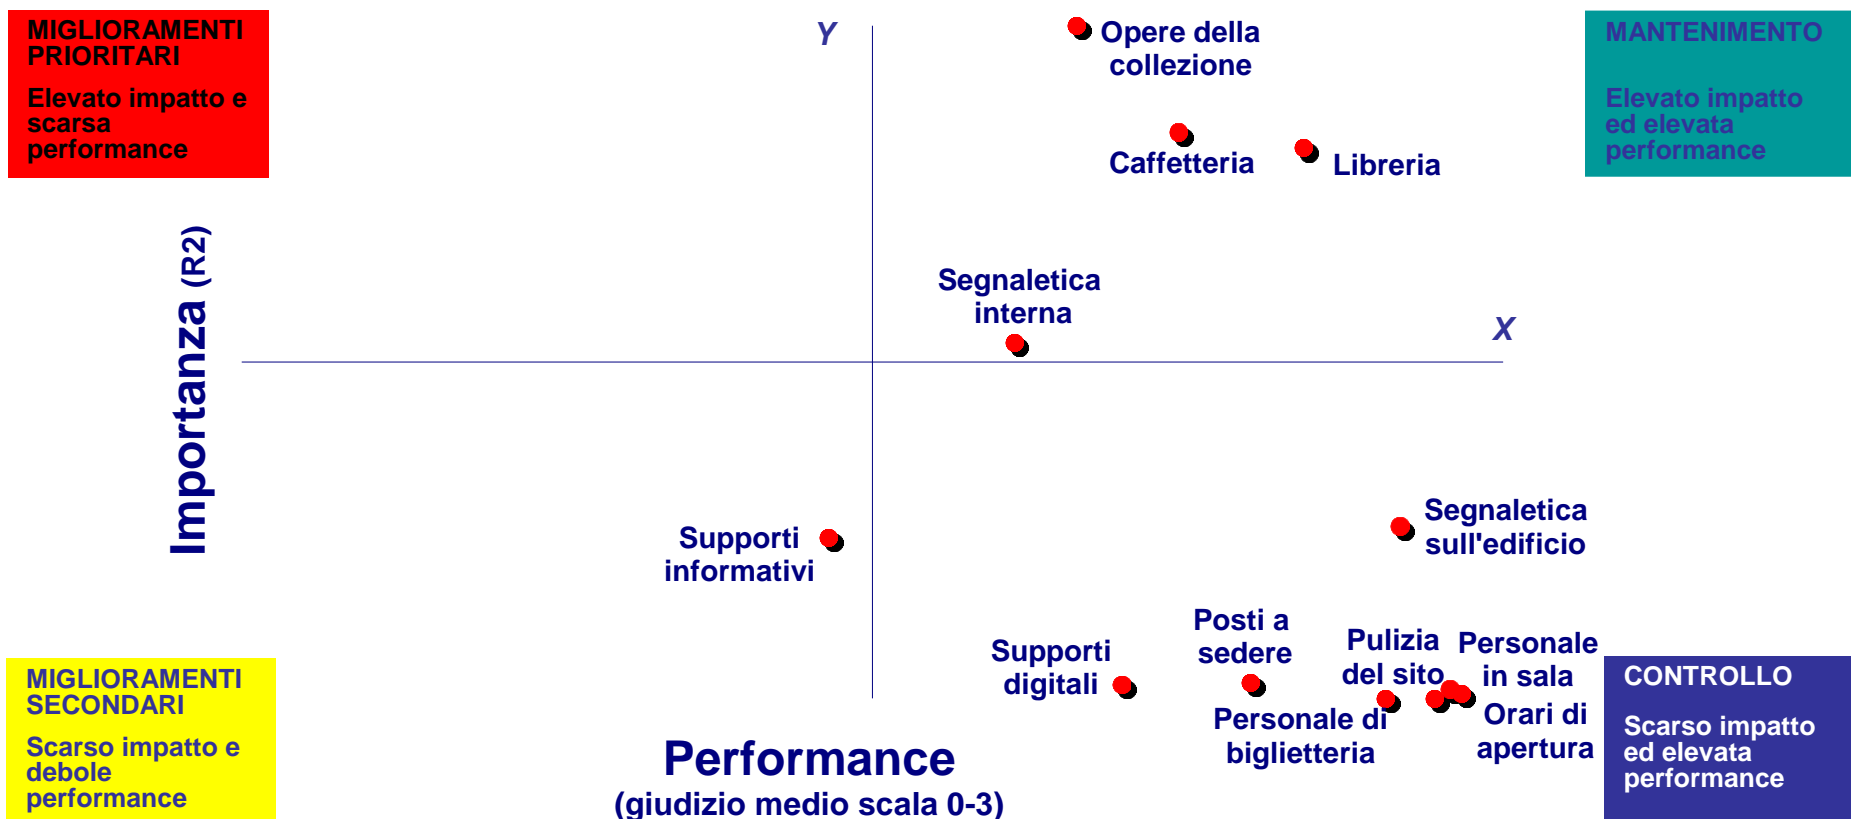 MIGLIORAMENTI
PRIORITARI
Elevato impatto e
scarsa
performance
Y
Opere della
collezione
MANTENIMENTO
Elevato impatto
ed elevata
performance
Caffetteria
Libreria
Importanza (R2)
Segnaletica
interna
X
Supporti
informativi
Segnaletica
sull'edificio
Supporti
digitali
Posti a
sedere
Pulizia
del sito
Personale
in sala
Personale di
biglietteria
Orari di
apertura
MIGLIORAMENTI
SECONDARI
Scarso impatto e
debole
performance
Performance
(giudizio medio scala 0-3)
CONTROLLO
Scarso impatto
ed elevata
performance